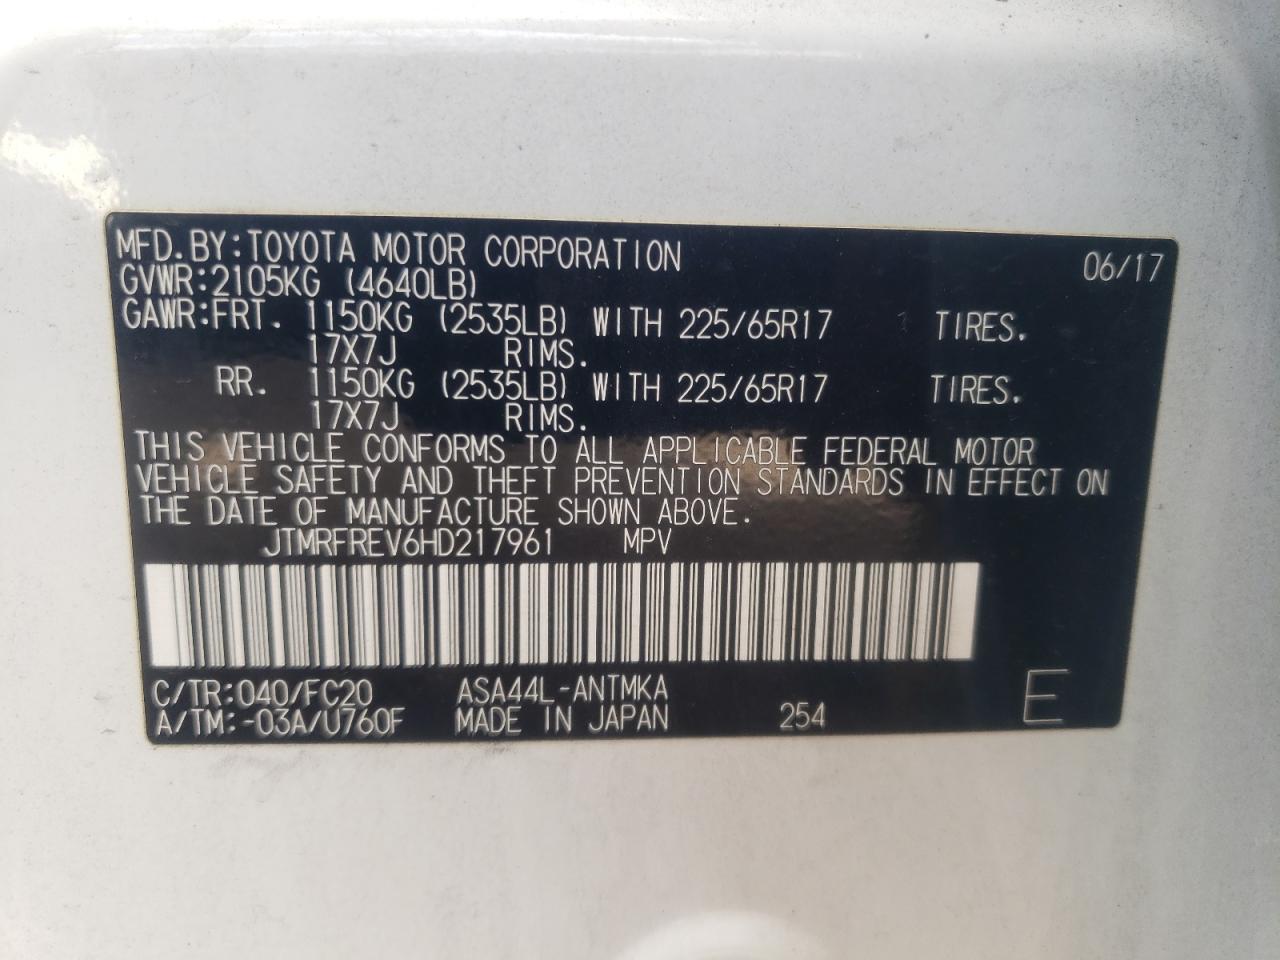 MFD.BY:TOYOTA MOTOR CORPORATION 06/17
GVWR:2105KG (4640LB)
GAWR:FRT. 1150KG (2535LB) WITH 225/65R17 TIRES.
17X7J RIMS.
RR. 1150KG (2535LB) WITH 225/65R17 TIRES.
17X7J RIMS.
THIS VEHICLE CONFORMS TO ALL APPLICABLE FEDERAL MOTOR
VEHICLE SAFETY AND THEFT PREVENTION STANDARDS IN EFFECT ON
THE DATE OF MANUFACTURE SHOWN ABOVE.
JTMRFREV6HD217961 MPV
C/TR:040/FC20 ASA44L-ANTMKA
A/TM:-03A/U760F MADE IN JAPAN 254 E